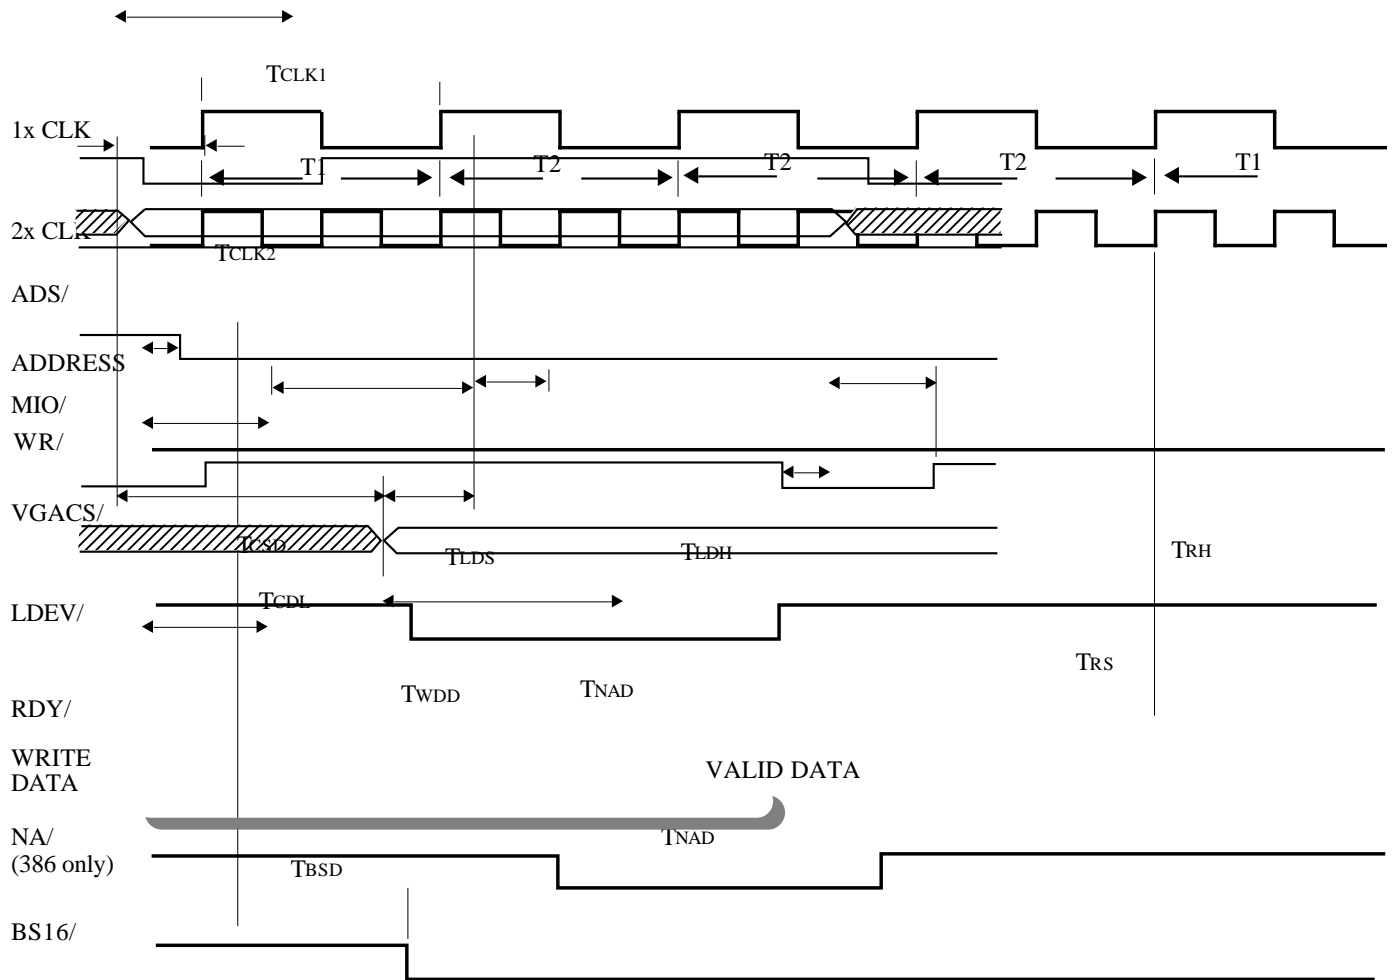 TCLK1
1x CLK
T1 T2 T2 T2 T1
2x CLK
TCLK2
ADS/
ADDRESS
MIO/
WR/
VGACS/
TCSD TLDS TLDH TRH
TCDL
LDEV/
TRS
TWDD TNAD
RDY/
WRITE
DATA
VALID DATA
NA/
(386 only)
TNAD
TBSD
BS16/